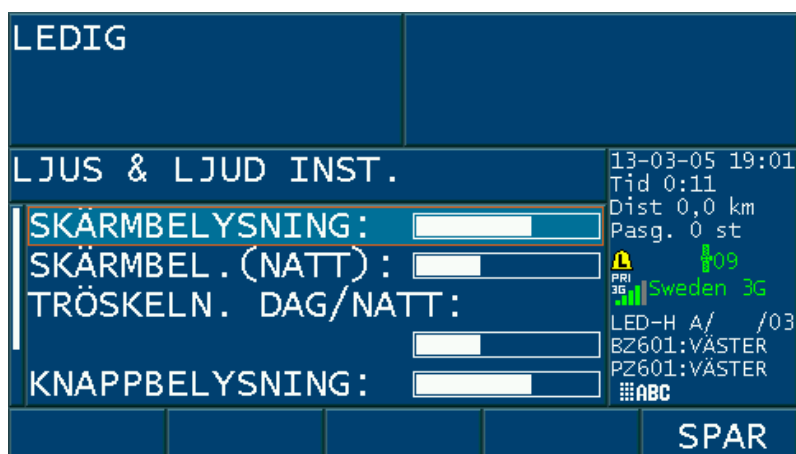 LEDIG
LJUS & LJUD INST.
SKÄRMBELYSNING:
SKÄRMBEL.(NATT):
TRÖSKELN. DAG/NATT:
KNAPPBELYSNING:
13-03-05 19:01
Tid 0:11
Dist 0,0 km
Pasg. 0 st
L 09
PRI
3G Sweden 3G
LED-H A/ /03
BZ601:VÄSTER
PZ601:VÄSTER
ABC
SPAR